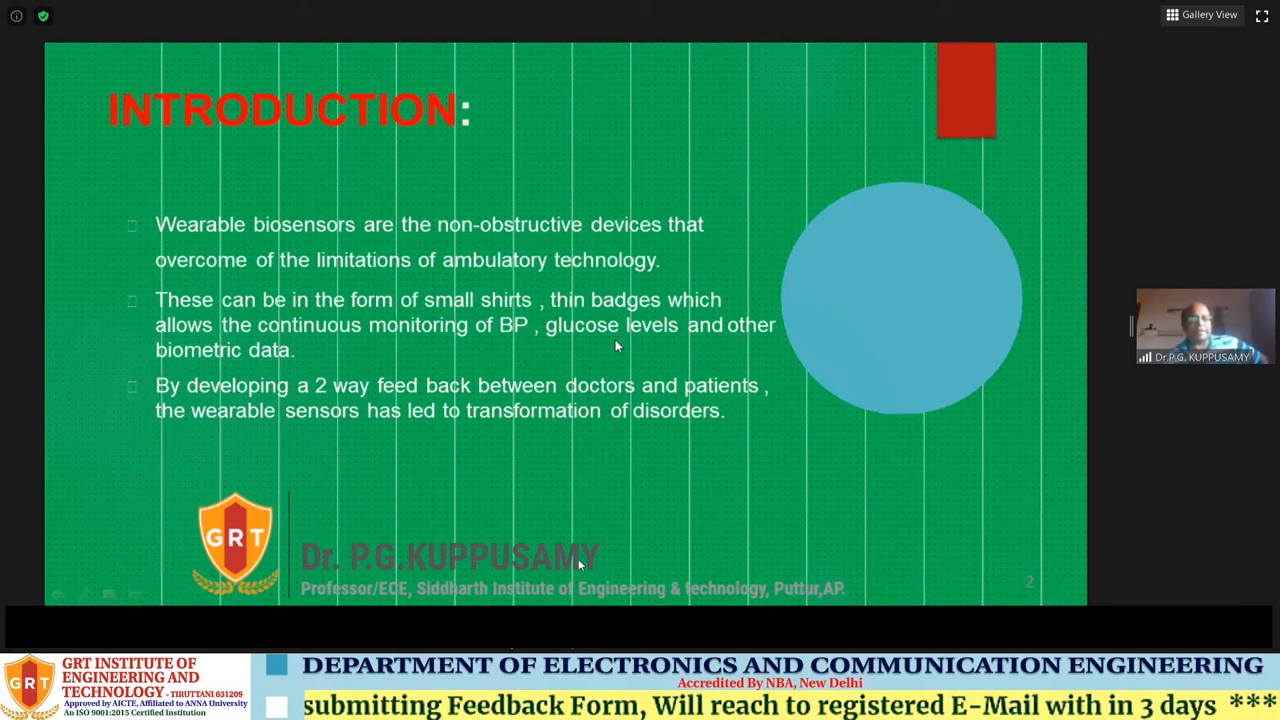 Gallery View
INTRODUCTION:
Wearable biosensors are the non-obstructive devices that
overcome of the limitations of ambulatory technology.
These can be in the form of small shirts , thin badges which
allows the continuous monitoring of BP , glucose levels and other
biometric data.
By developing a 2 way feed back between doctors and patients ,
the wearable sensors has led to transformation of disorders.
Dr.P.G. KUPPUSAMY
GRT
Dr. P.G.KUPPUSAMY
Professor/ECE, Siddharth Institute of Engineering & technology, Puttur,AP.
2
GRT
GRT INSTITUTE OF
ENGINEERING AND
TECHNOLOGY - TIRUTTANI 631209
Approved by AICTE, Affiliated to ANNA University
An ISO 9001:2015 Certified Institution
DEPARTMENT OF ELECTRONICS AND COMMUNICATION ENGINEERING
Accredited By NBA, New Delhi
submitting Feedback Form, Will reach to registered E-Mail with in 3 days ***